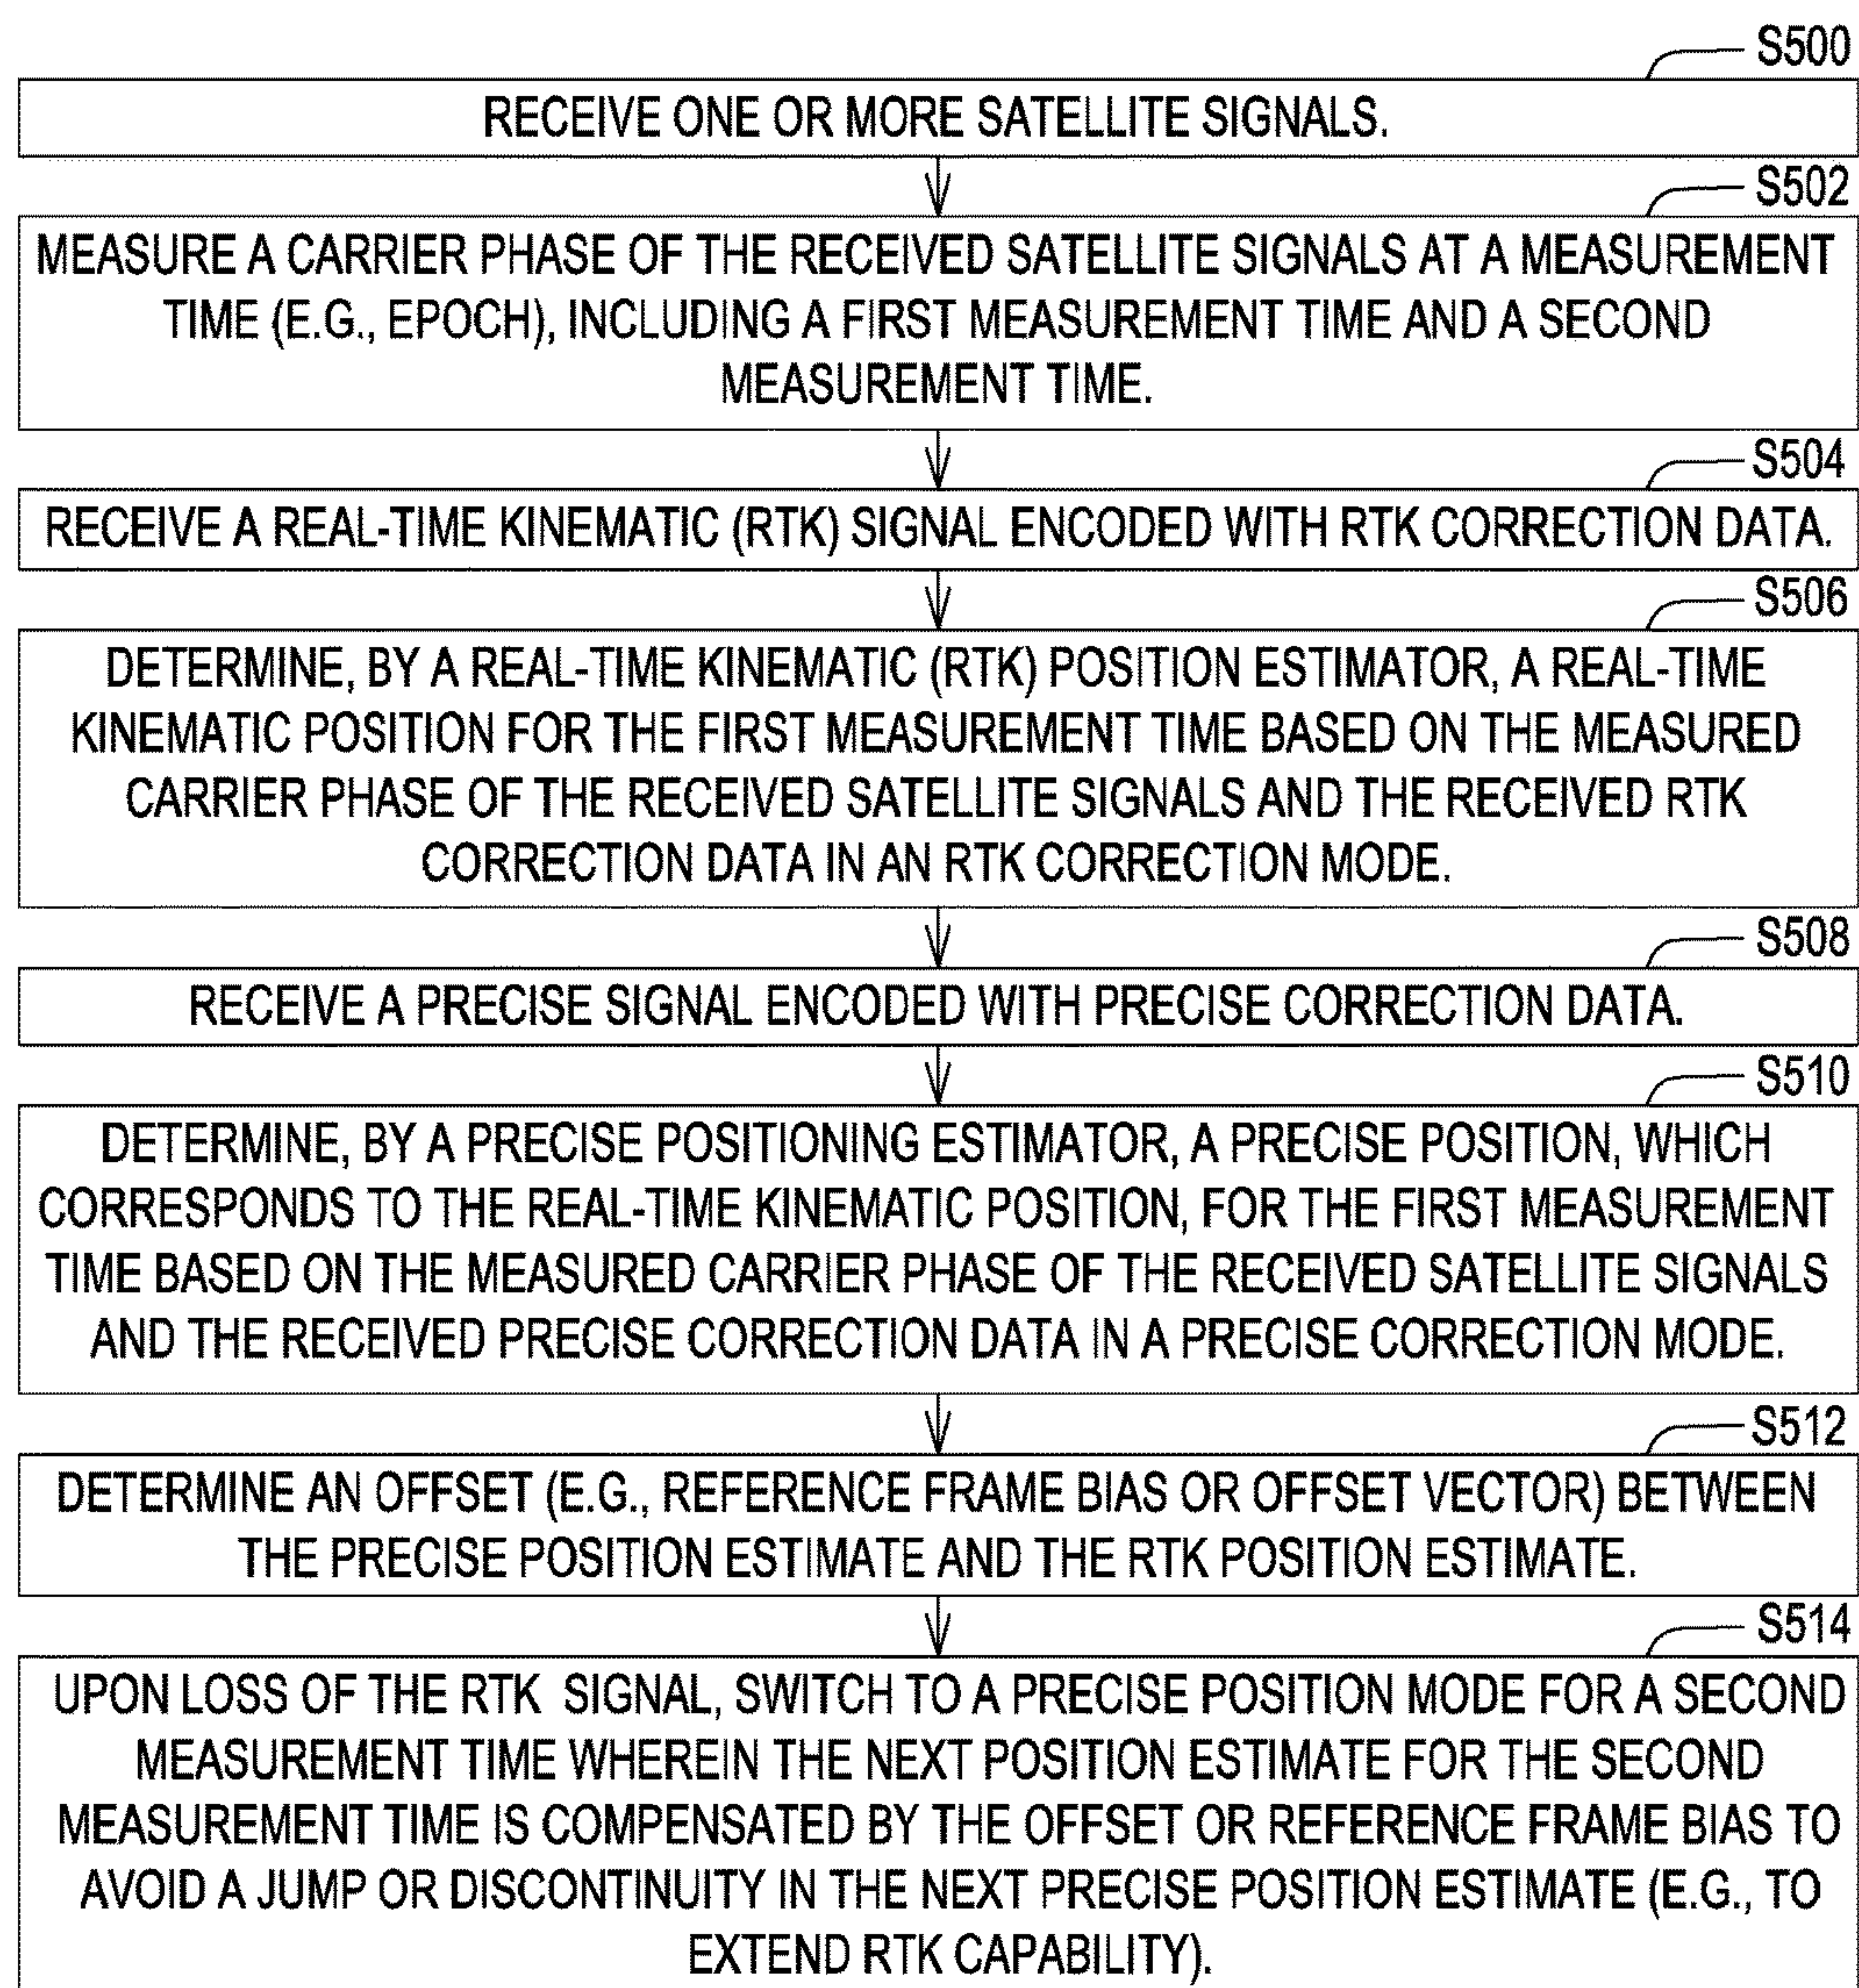 S500
RECEIVE ONE OR MORE SATELLITE SIGNALS.
S502
MEASURE A CARRIER PHASE OF THE RECEIVED SATELLITE SIGNALS AT A MEASUREMENT
TIME (E.G., EPOCH), INCLUDING A FIRST MEASUREMENT TIME AND A SECOND
MEASUREMENT TIME.
S504
RECEIVE A REAL-TIME KINEMATIC (RTK) SIGNAL ENCODED WITH RTK CORRECTION DATA.
S506
DETERMINE, BY A REAL-TIME KINEMATIC (RTK) POSITION ESTIMATOR, A REAL-TIME
KINEMATIC POSITION FOR THE FIRST MEASUREMENT TIME BASED ON THE MEASURED
CARRIER PHASE OF THE RECEIVED SATELLITE SIGNALS AND THE RECEIVED RTK
CORRECTION DATA IN AN RTK CORRECTION MODE.
S508
RECEIVE A PRECISE SIGNAL ENCODED WITH PRECISE CORRECTION DATA.
S510
DETERMINE, BY A PRECISE POSITIONING ESTIMATOR, A PRECISE POSITION, WHICH
CORRESPONDS TO THE REAL-TIME KINEMATIC POSITION, FOR THE FIRST MEASUREMENT
TIME BASED ON THE MEASURED CARRIER PHASE OF THE RECEIVED SATELLITE SIGNALS
AND THE RECEIVED PRECISE CORRECTION DATA IN A PRECISE CORRECTION MODE.
S512
DETERMINE AN OFFSET (E.G., REFERENCE FRAME BIAS OR OFFSET VECTOR) BETWEEN
THE PRECISE POSITION ESTIMATE AND THE RTK POSITION ESTIMATE.
S514
UPON LOSS OF THE RTK SIGNAL, SWITCH TO A PRECISE POSITION MODE FOR A SECOND
MEASUREMENT TIME WHEREIN THE NEXT POSITION ESTIMATE FOR THE SECOND
MEASUREMENT TIME IS COMPENSATED BY THE OFFSET OR REFERENCE FRAME BIAS TO
AVOID A JUMP OR DISCONTINUITY IN THE NEXT PRECISE POSITION ESTIMATE (E.G., TO
EXTEND RTK CAPABILITY).